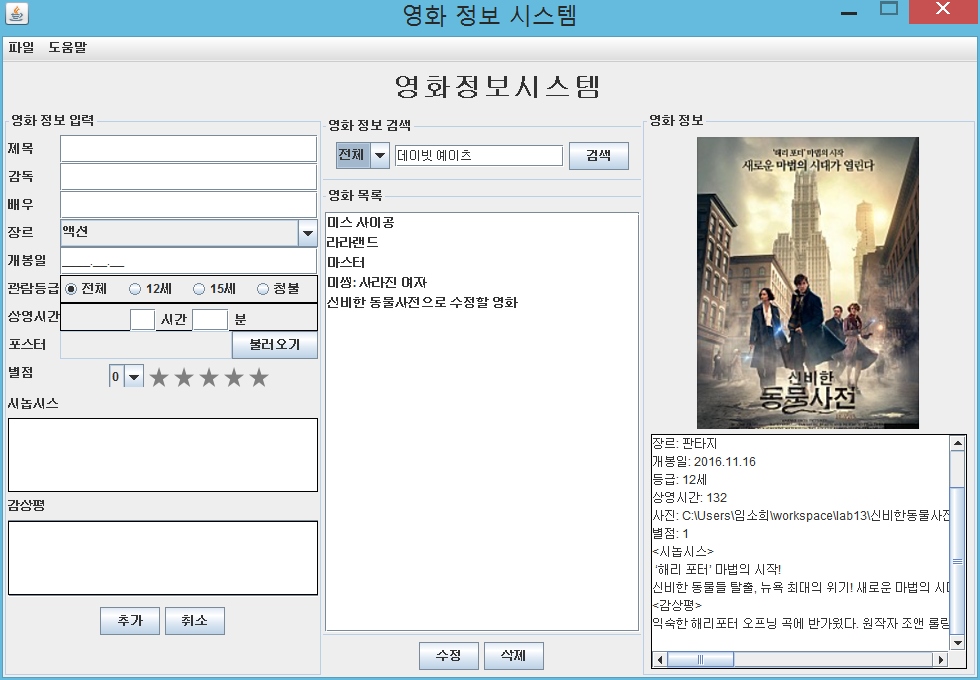 영화 정보 시스템
파일 도움말
영화정보시스템
영화 정보 입력
제목
감독
배우
장르 액션
개봉일 ____.__.__
관람등급 전체 12세 15세 청불
상영시간 시간 분
포스터 불러오기
별점 0 ★★★★★
시놉시스
감상평
추가 취소
영화 정보 검색
전체 데이빗 예이츠 검색
영화 목록
미스 사이공
라라랜드
마스터
미씽: 사라진 여자
신비한 동물사전으로 수정할 영화
수정 삭제
영화 정보
'해리 포터' 마법의 시작
새로운 마법의 시대가 열린다
신비한
동물사전
장르: 판타지
개봉일: 2016.11.16
등급: 12세
상영시간: 132
사진: C:\Users\임소희\workspace\lab13\신비한동물사전
별점: 1
<시놉시스>
'해리 포터' 마법의 시작!
신비한 동물들 탈출, 뉴욕 최대의 위기! 새로운 마법의
<감상평>
익숙한 해리포터 오프닝 곡에 반가웠다. 원작자 조앤 롤링